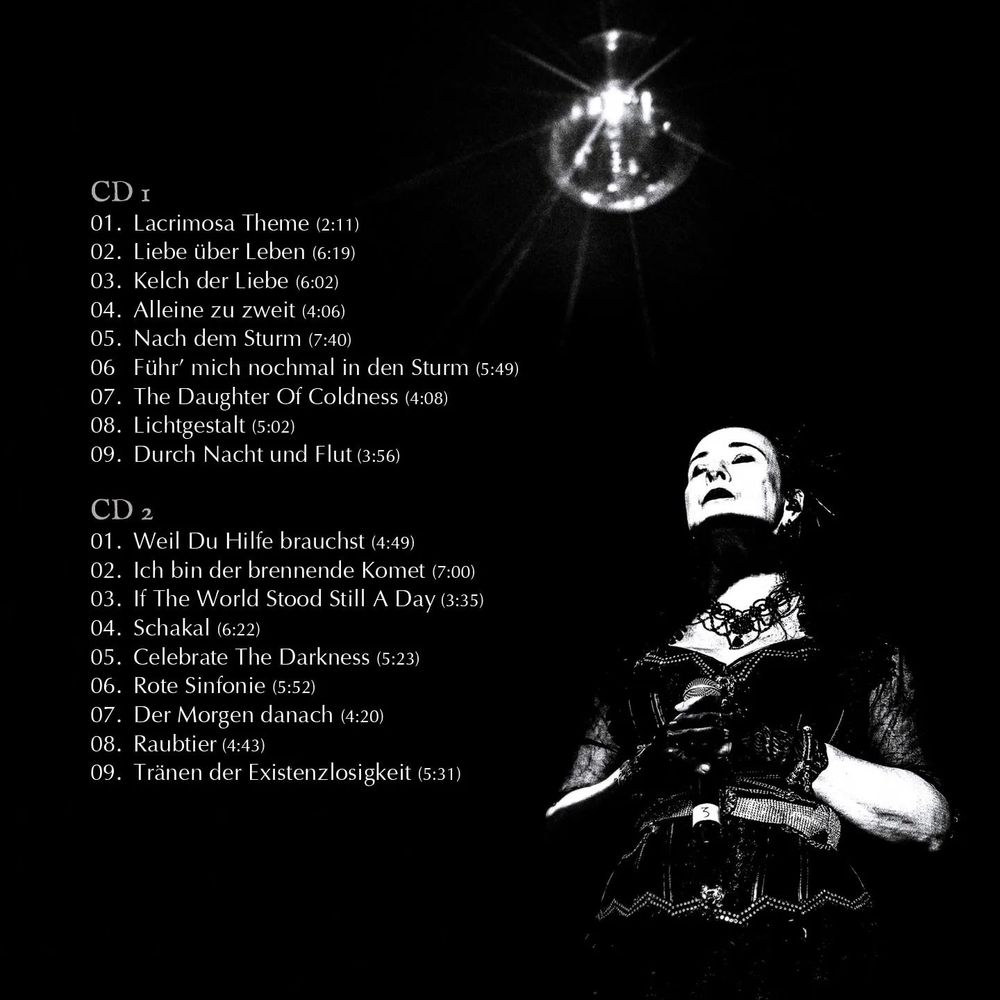 CD 1
01. Lacrimosa Theme (2:11)
02. Liebe über Leben (6:19)
03. Kelch der Liebe (6:02)
04. Alleine zu zweit (4:06)
05. Nach dem Sturm (7:40)
06 Führ’ mich nochmal in den Sturm (5:49)
07. The Daughter Of Coldness (4:08)
08. Lichtgestalt (5:02)
09. Durch Nacht und Flut (3:56)
CD 2
01. Weil Du Hilfe brauchst (4:49)
02. Ich bin der brennende Komet (7:00)
03. If The World Stood Still A Day (3:35)
04. Schakal (6:22)
05. Celebrate The Darkness (5:23)
06. Rote Sinfonie (5:52)
07. Der Morgen danach (4:20)
08. Raubtier (4:43)
09. Tränen der Existenzlosigkeit (5:31)
3